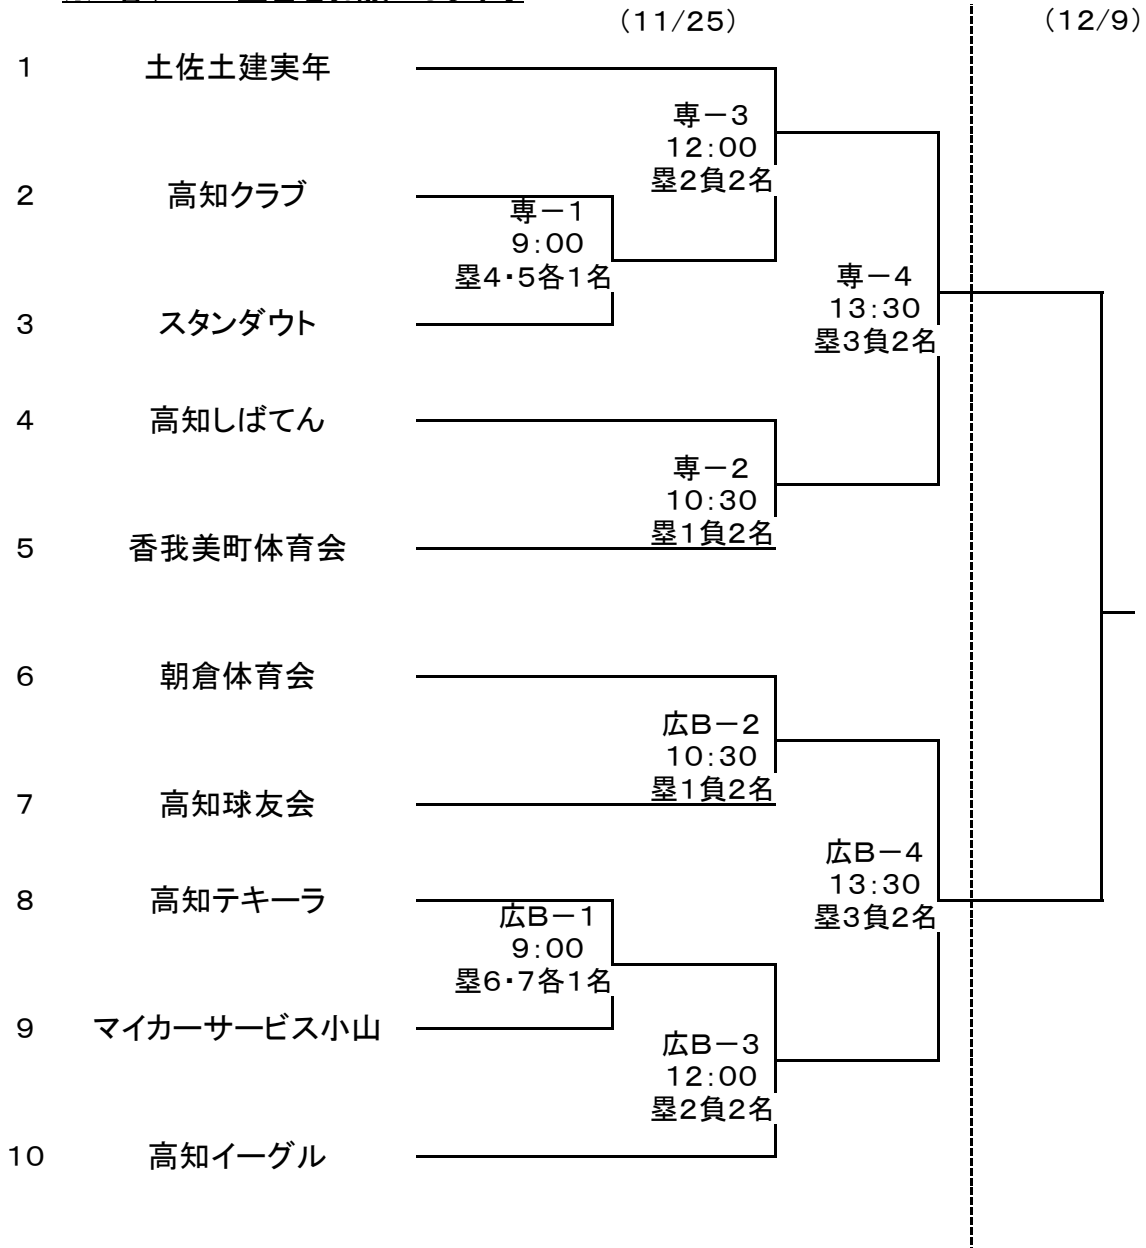 （１１／２５）
（１２／９）
１ 土佐土建実年
専－３
１２：００
塁２負２名
２ 高知クラブ
専－１
９：００
塁４・５各１名
専－４
１３：３０
塁３負２名
３ スタンダウト
４ 高知しばてん
専－２
１０：３０
塁１負２名
５ 香我美町体育会
６ 朝倉体育会
広Ｂ－２
１０：３０
塁１負２名
７ 高知球友会
広Ｂ－４
１３：３０
塁３負２名
８ 高知テキーラ
広Ｂ－１
９：００
塁６・７各１名
９ マイカーサービス小山
広Ｂ－３
１２：００
塁２負２名
１０ 高知イーグル